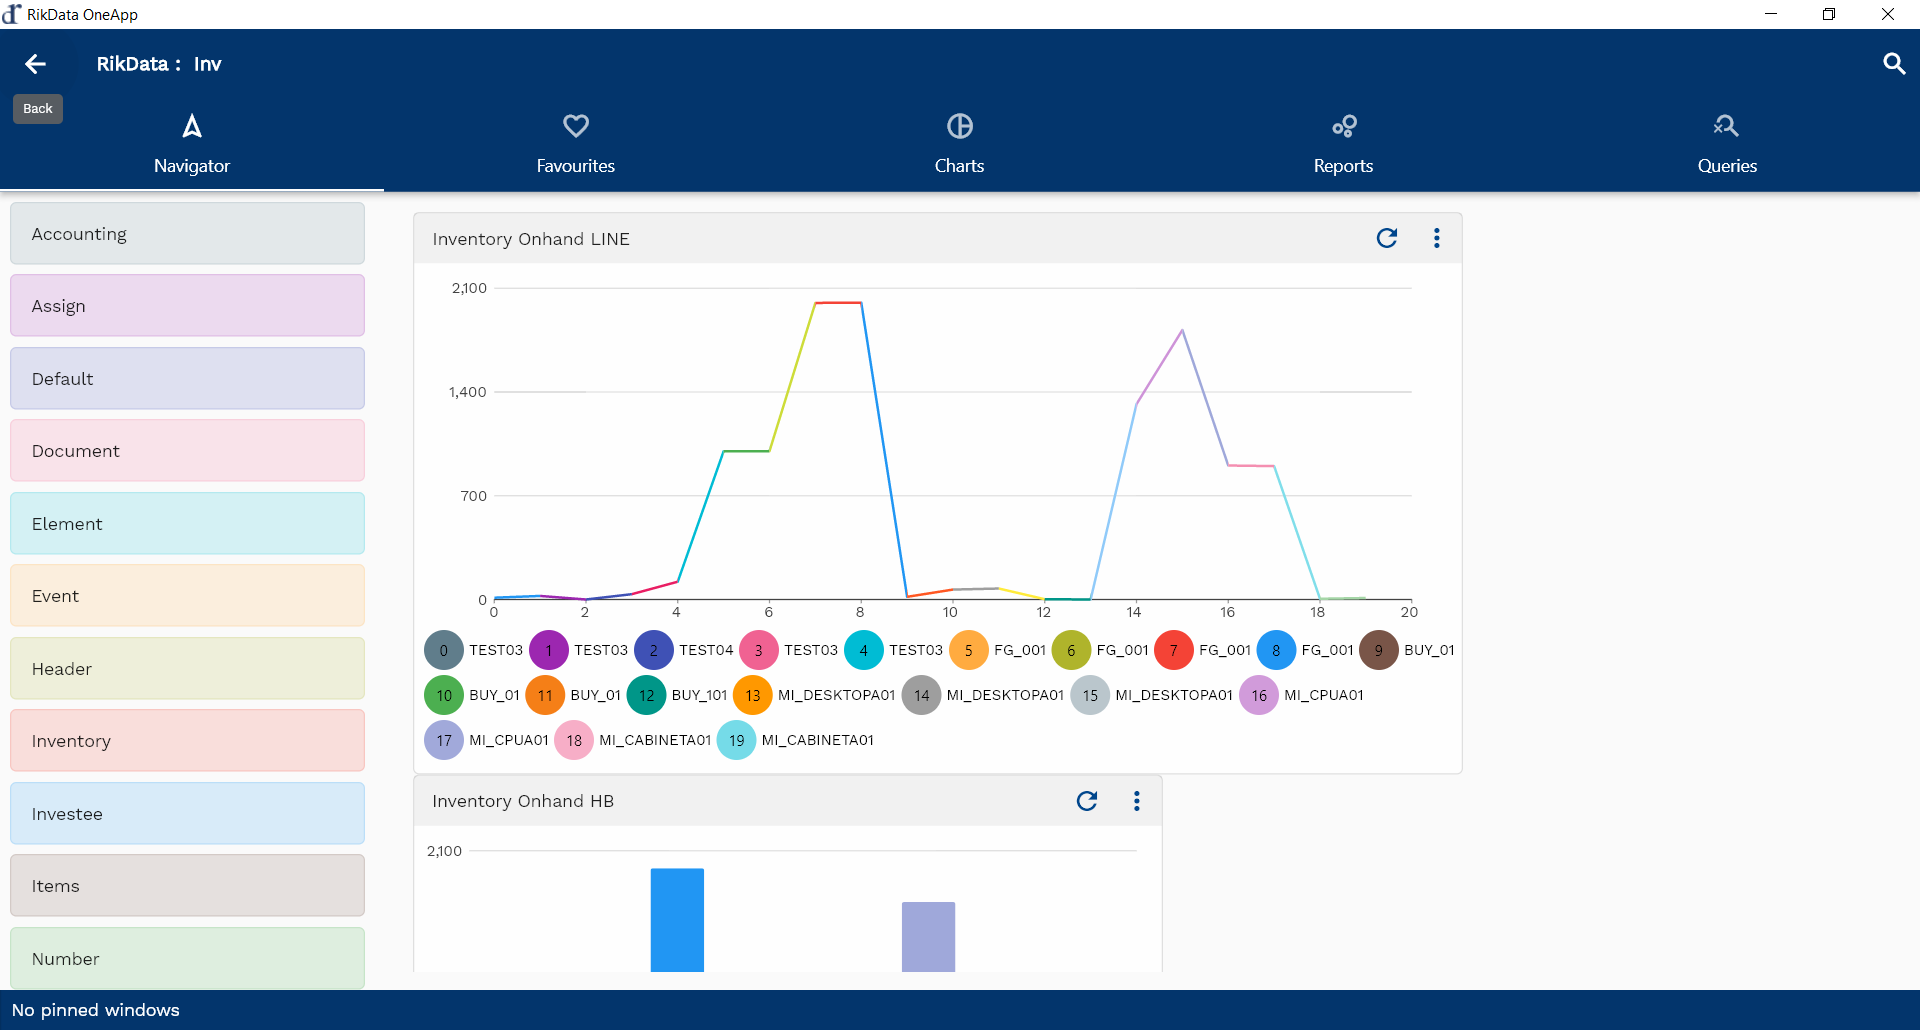 RikData OneApp
RikData : Inv
Back
Navigator
Favourites
Charts
Reports
Queries
Accounting
Assign
Default
Document
Element
Event
Header
Inventory
Investee
Items
Number
Inventory Onhand LINE
2,100
1,400
700
0
0 2 4 6 8 10 12 14 16 18 20
0 TEST03 1 TEST03 2 TEST04 3 TEST03 4 TEST03 5 FG_001 6 FG_001 7 FG_001 8 FG_001 9 BUY_01
10 BUY_01 11 BUY_01 12 BUY_101 13 MI_DESKTOPA01 14 MI_DESKTOPA01 15 MI_DESKTOPA01 16 MI_CPUA01
17 MI_CPUA01 18 MI_CABINETA01 19 MI_CABINETA01
Inventory Onhand HB
2,100
No pinned windows